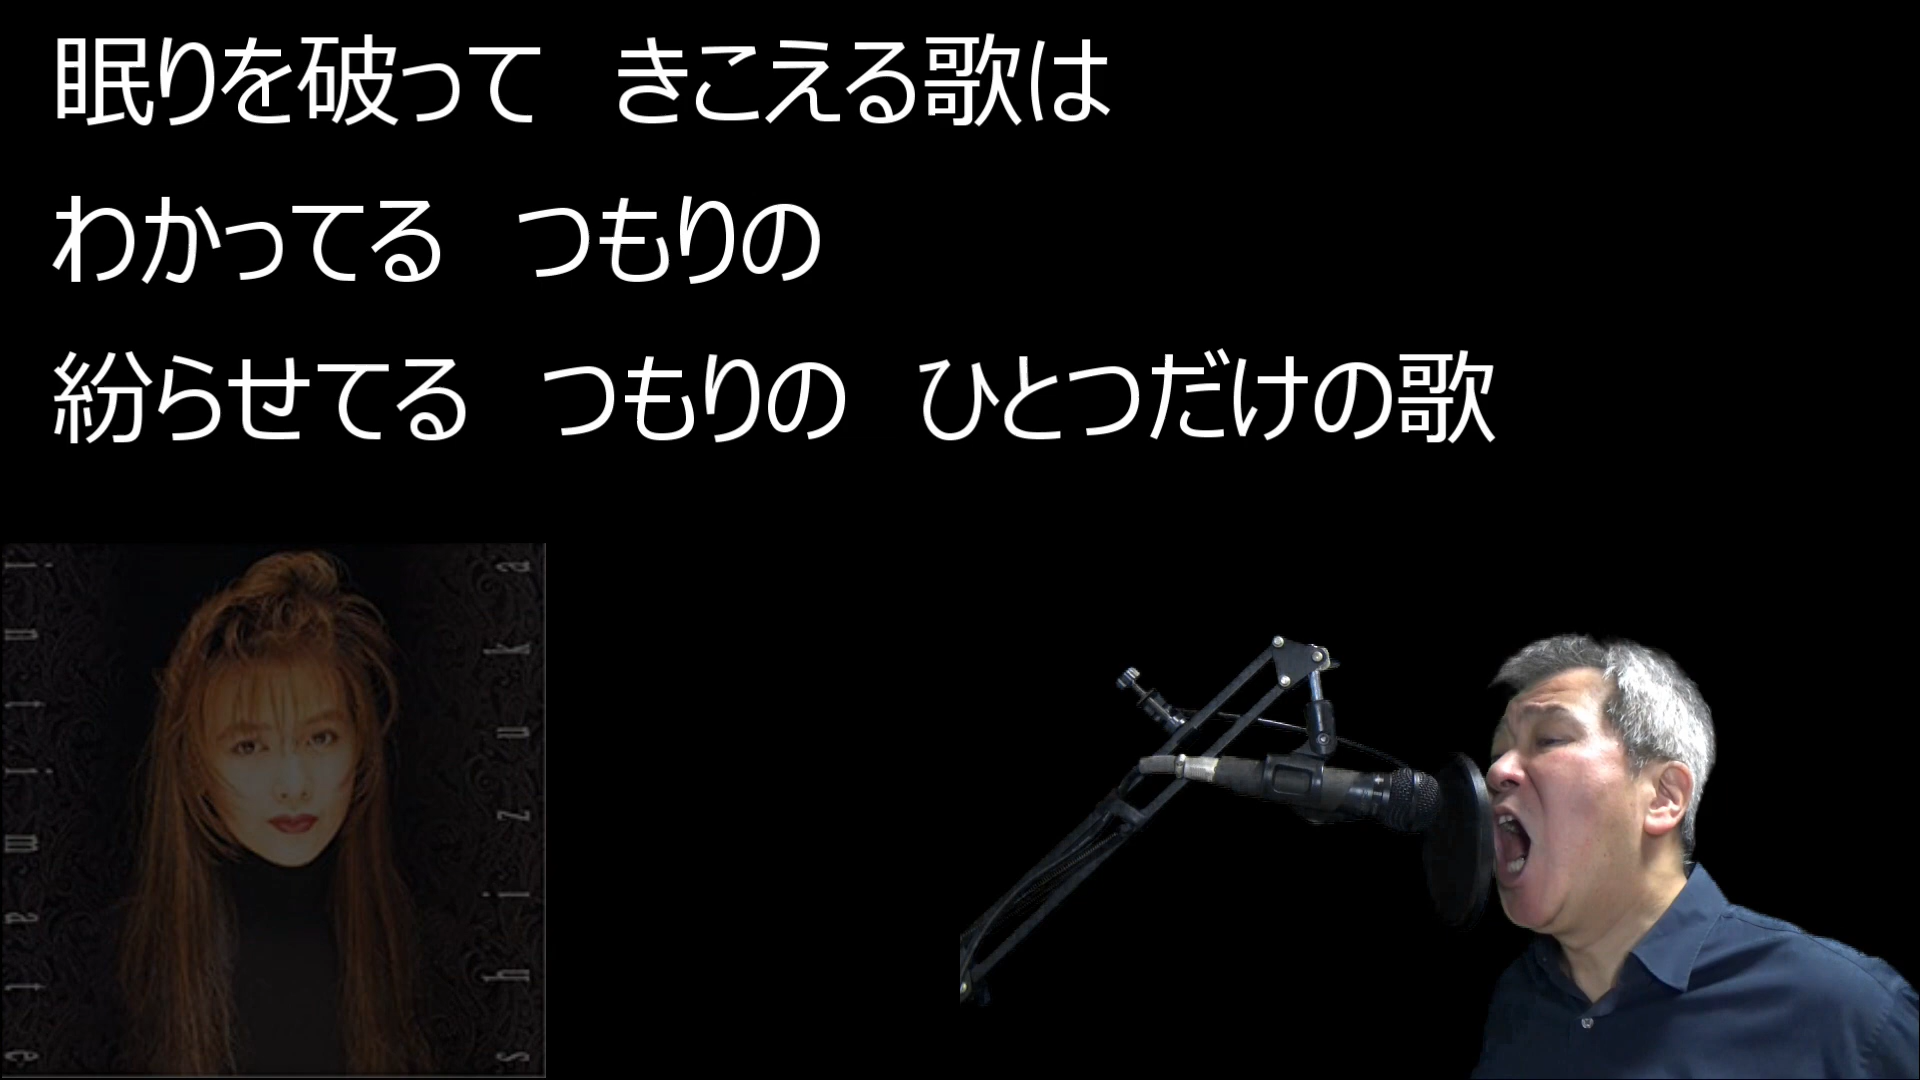 眠りを破って　きこえる歌は
わかってる　つもりの
紛らせてる　つもりの　ひとつだけの歌
intimate
shizuka